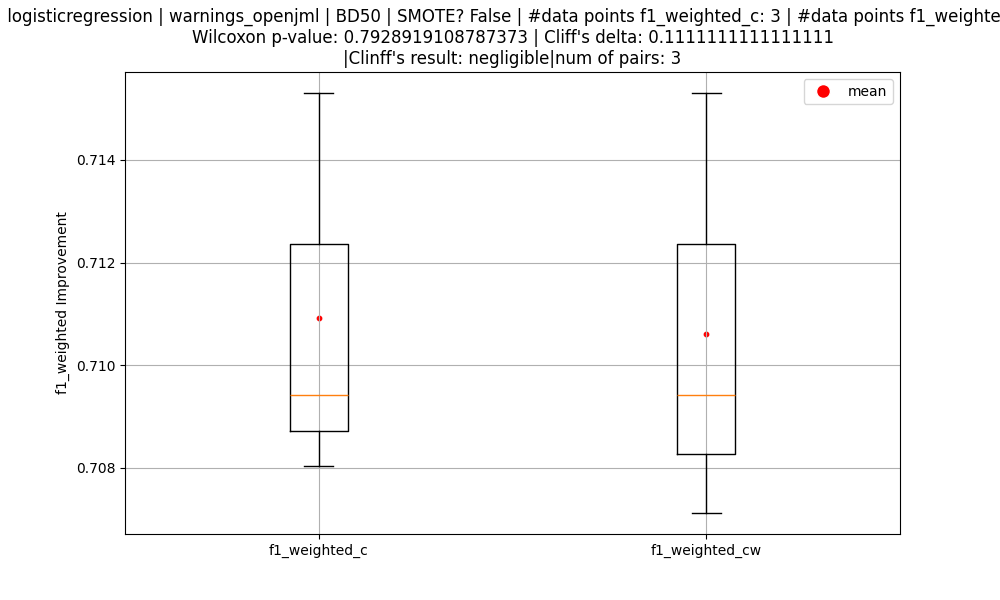 logisticregression | warnings_openjml | BD50 | SMOTE? False | #data points f1_weighted_c: 3 | #data points f1_weighte
Wilcoxon p-value: 0.7928919108787373 | Cliff's delta: 0.1111111111111111
|Clinff's result: negligible|num of pairs: 3
mean
0.714
0.712
0.710
0.708
f1_weighted Improvement
f1_weighted_c
f1_weighted_cw